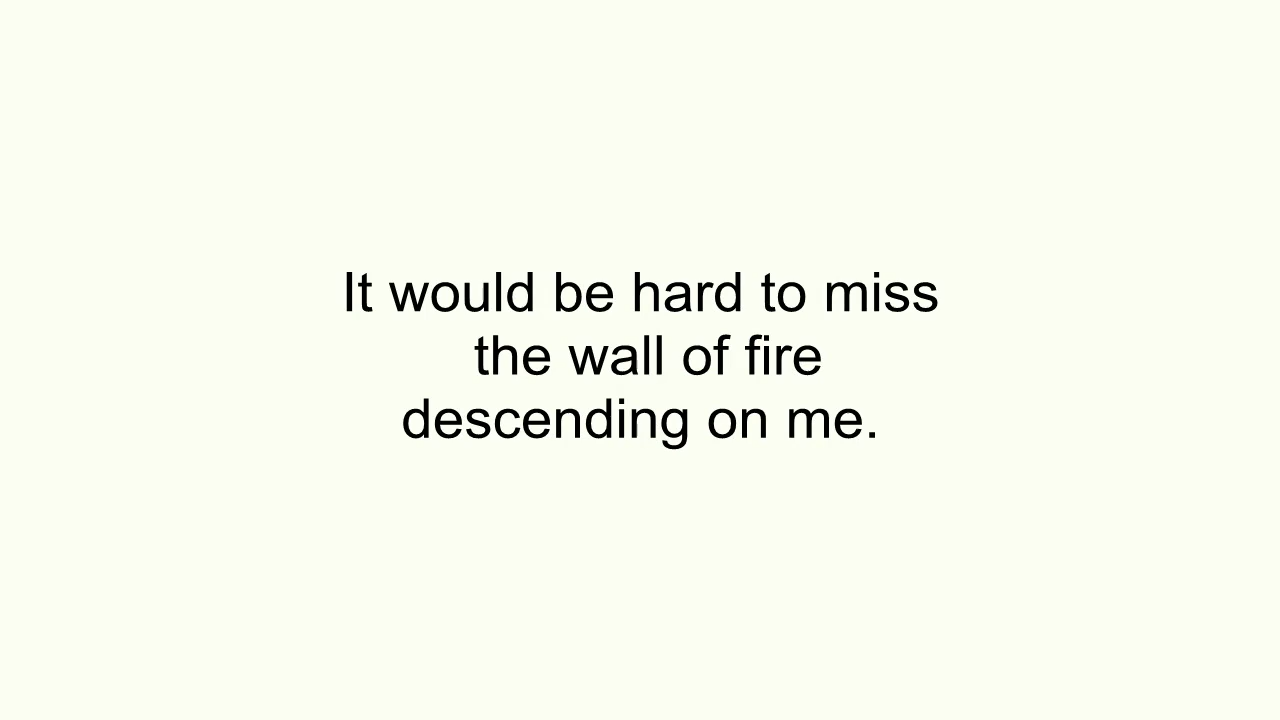 It would be hard to miss
the wall of fire
descending on me.